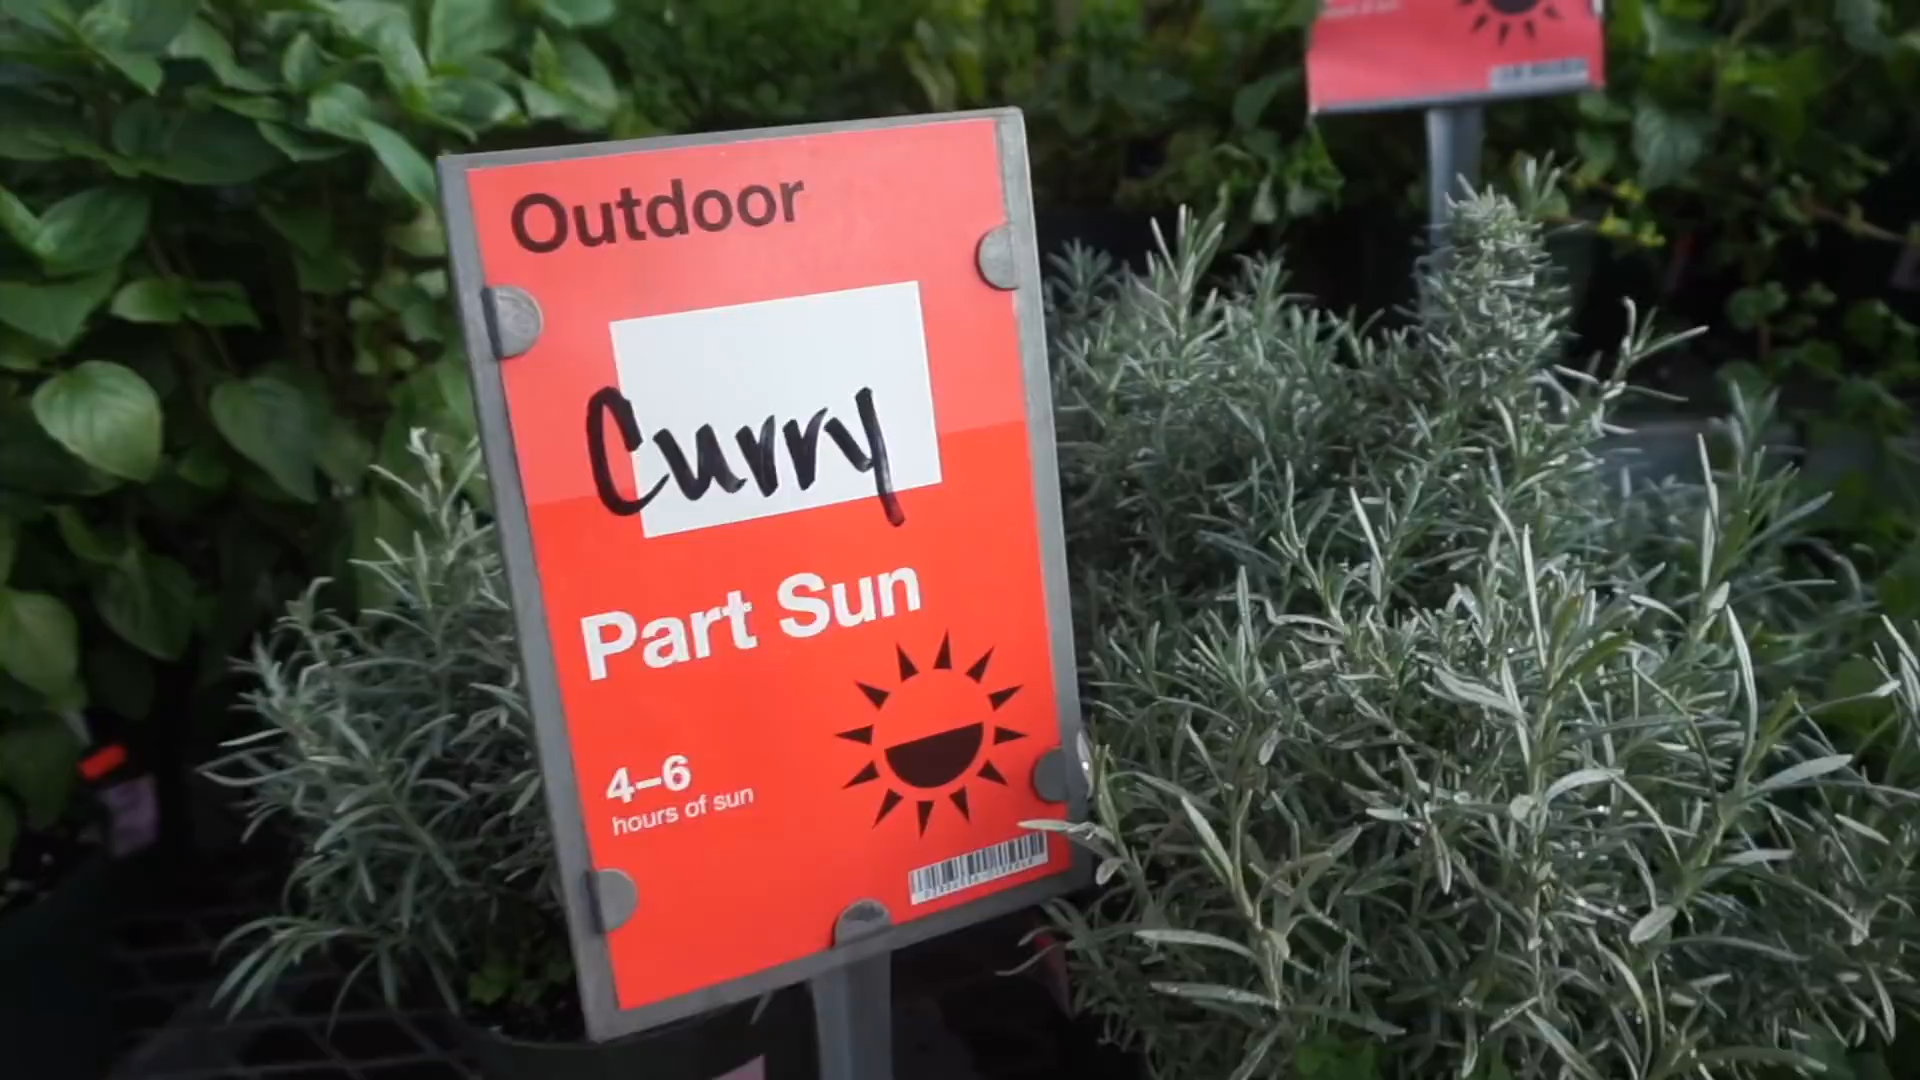 Outdoor
Curry
Part Sun
4–6
hours of sun